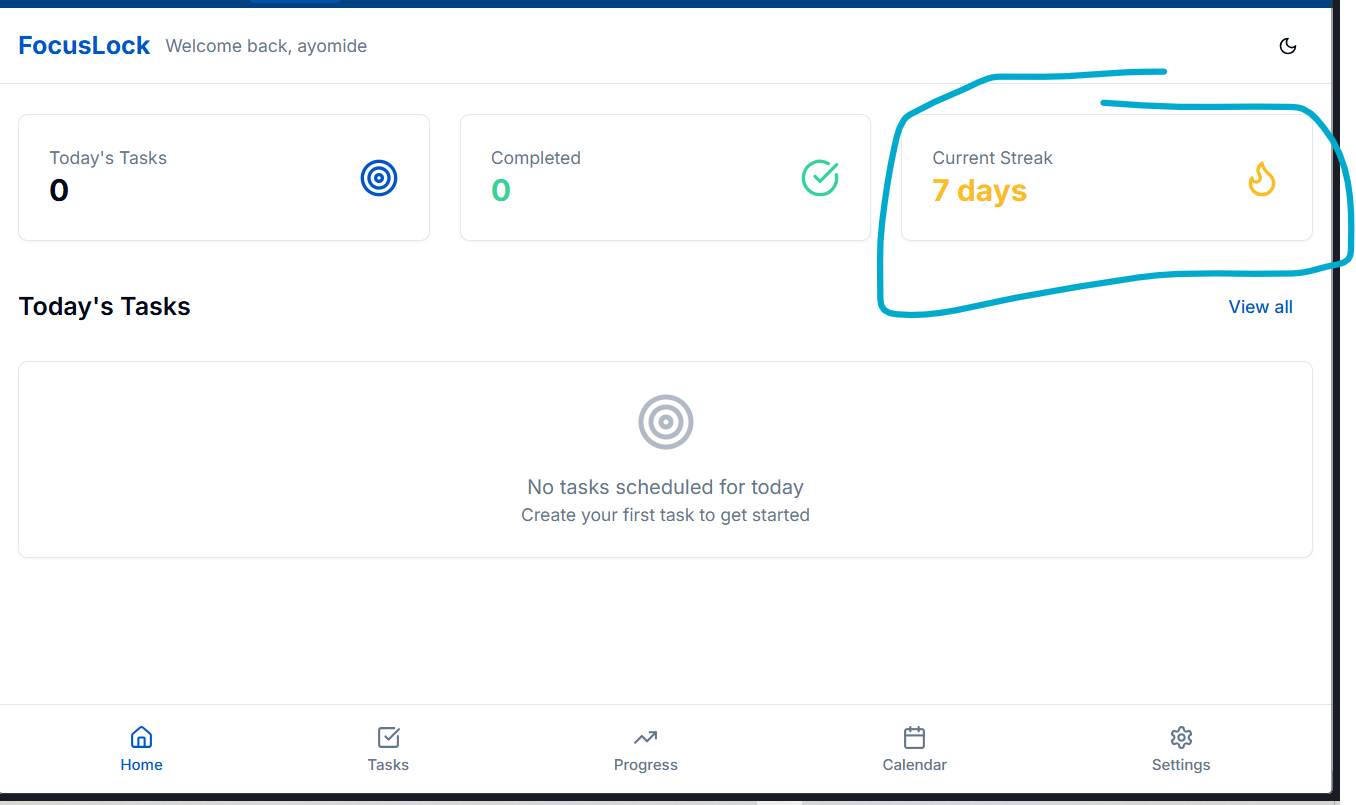 FocusLock Welcome back, ayomide
Today's Tasks
0
Completed
0
Current Streak
7 days
Today's Tasks
View all
No tasks scheduled for today
Create your first task to get started
Home
Tasks
Progress
Calendar
Settings